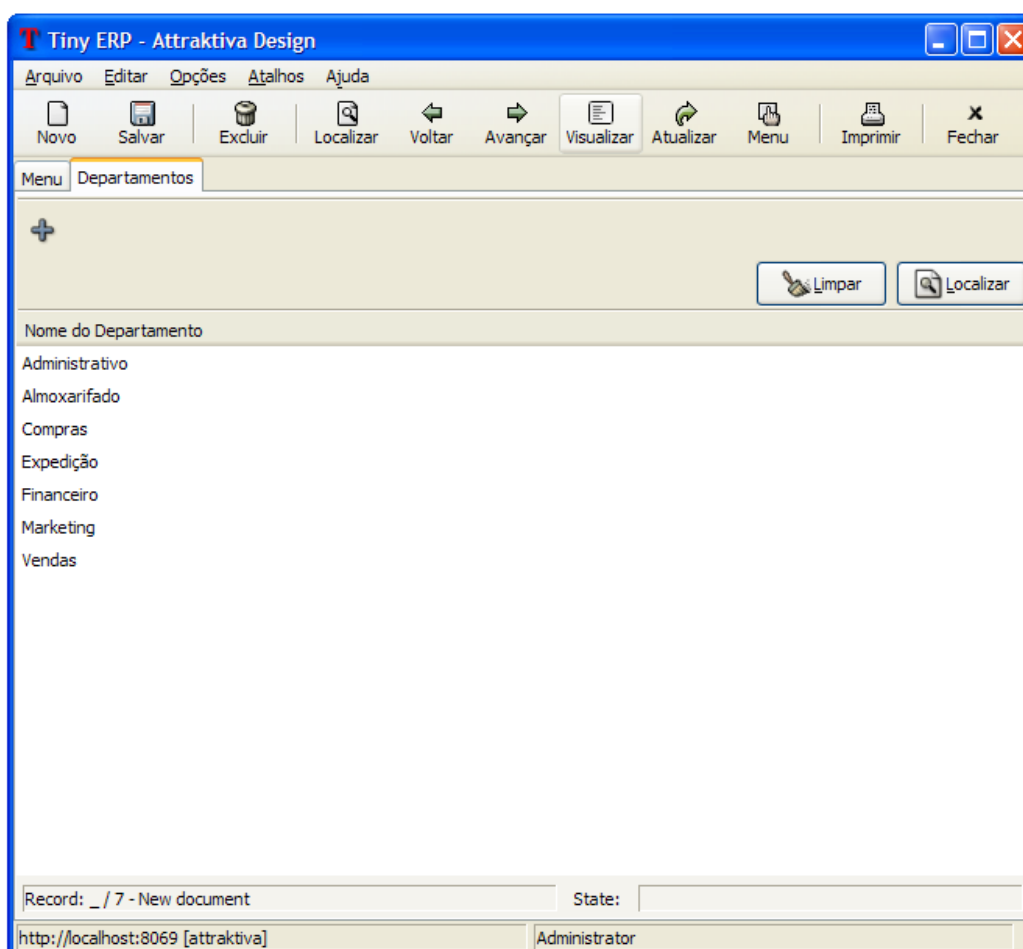 T Tiny ERP - Attraktiva Design
Arquivo Editar Opções Atalhos Ajuda
Novo Salvar Excluir Localizar Voltar Avançar Visualizar Atualizar Menu Imprimir Fechar
Menu Departamentos
Limpar Localizar
Nome do Departamento
Administrativo
Almoxarifado
Compras
Expedição
Financeiro
Marketing
Vendas
Record: _ / 7 - New document State:
http://localhost:8069 [attraktiva] Administrator